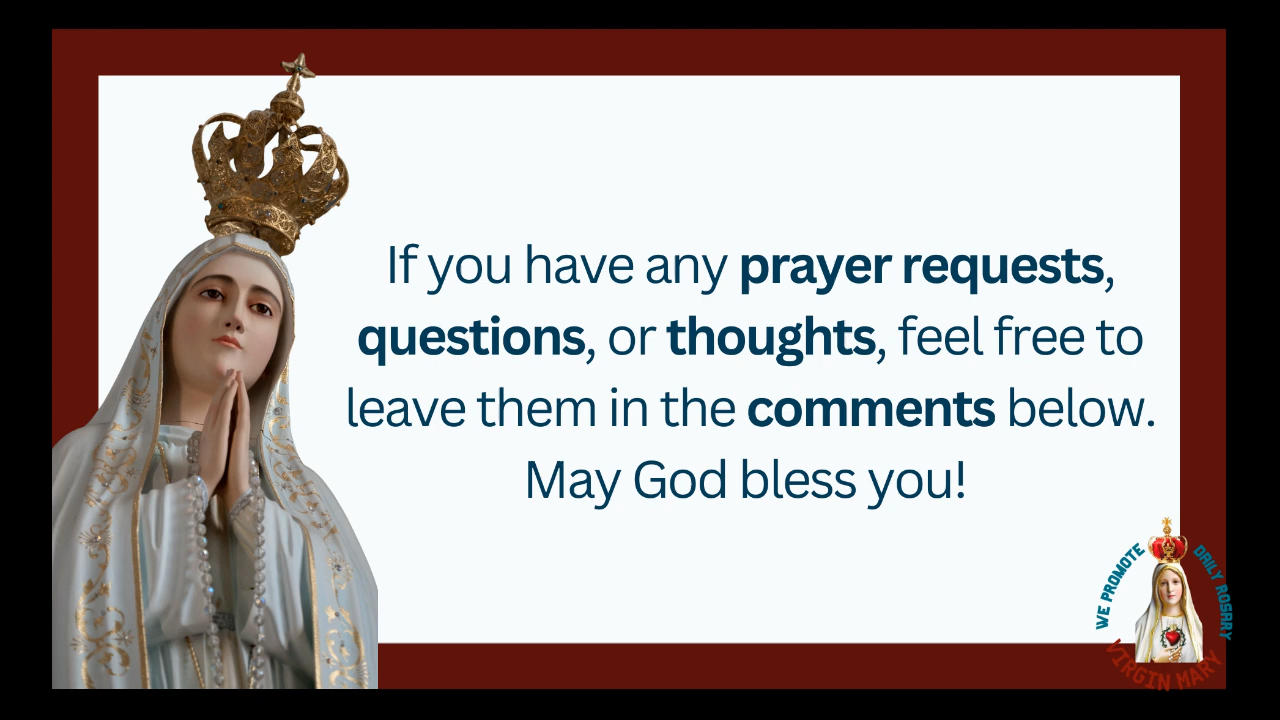 If you have any prayer requests,
questions, or thoughts, feel free to
leave them in the comments below.
May God bless you!
WE PROMOTE
DAILY ROSARY
VIRGIN MARY